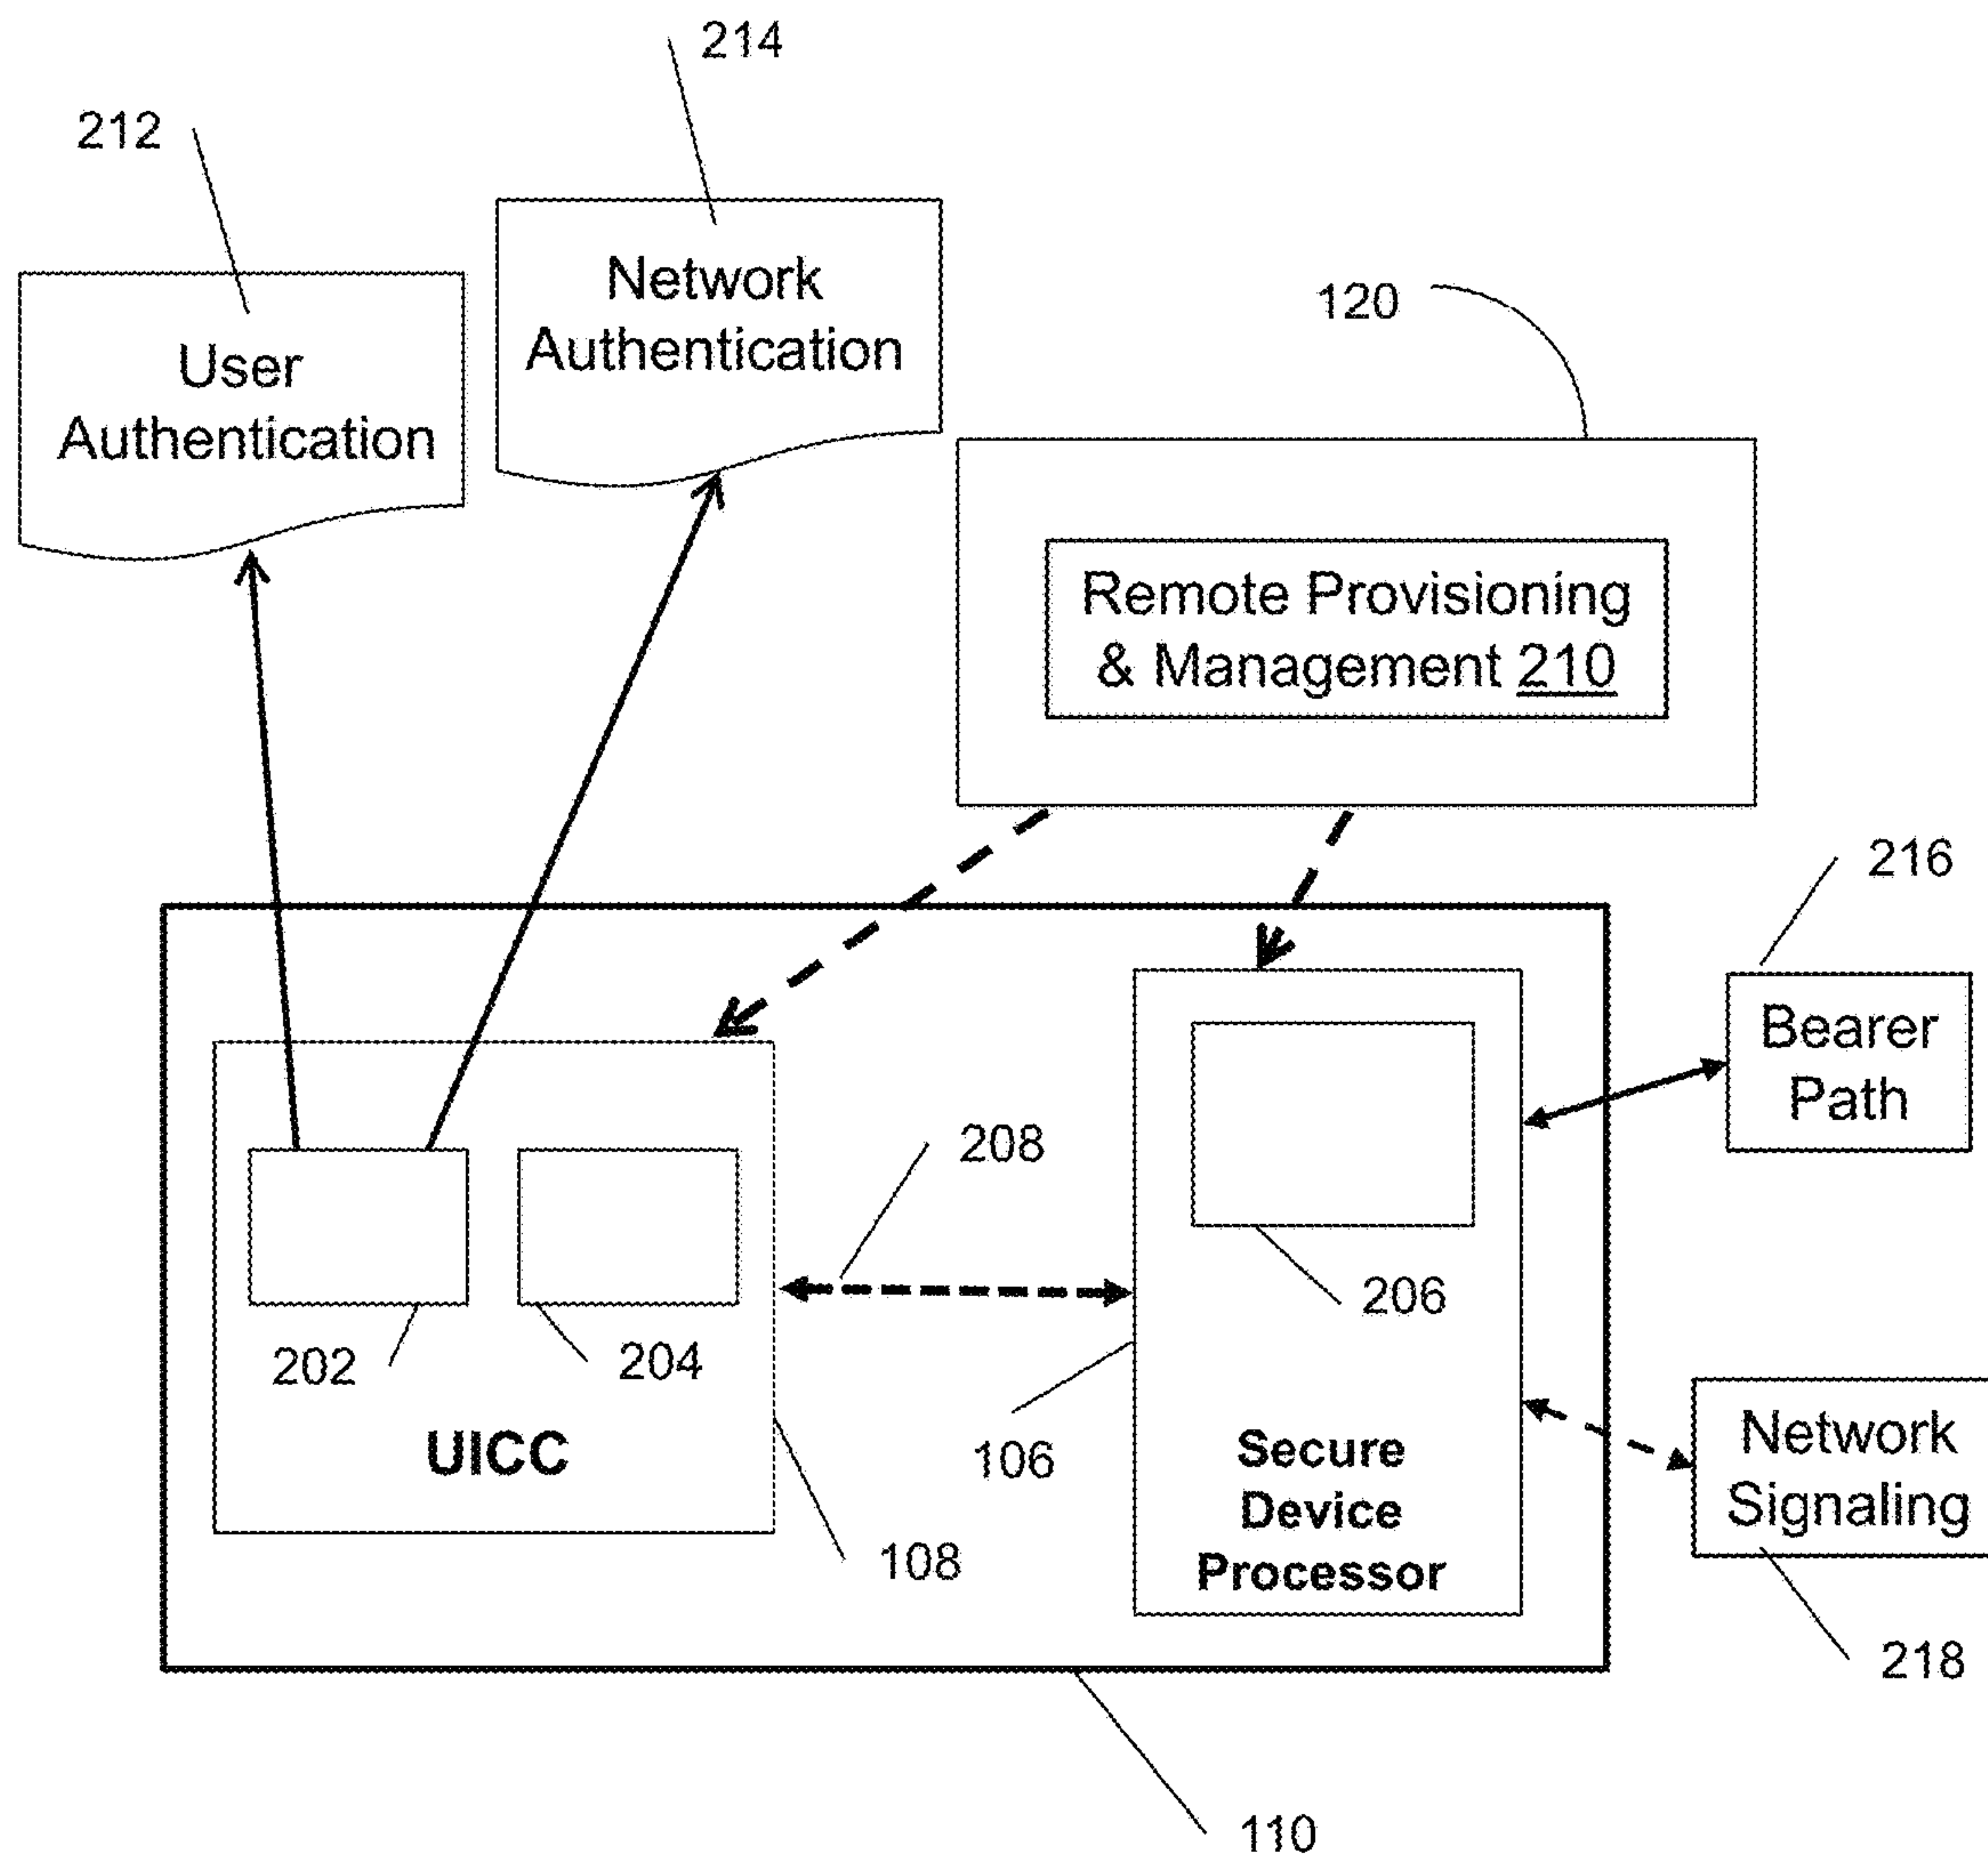 214
212
Network
Authentication
120
User
Authentication
Remote Provisioning
& Management 210
216
Bearer
Path
208
206
202
204
106
UICC
Secure
Device
Processor
Network
Signaling
108
218
110